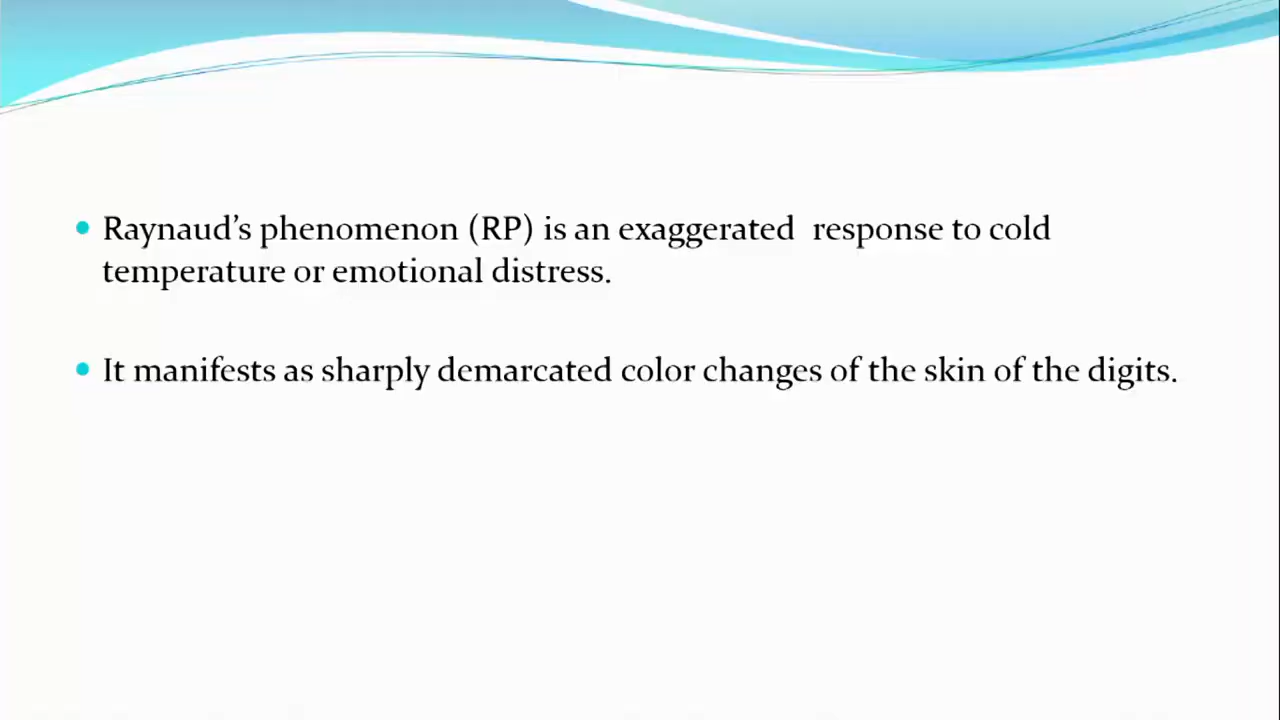 • Raynaud’s phenomenon (RP) is an exaggerated  response to cold
temperature or emotional distress.
• It manifests as sharply demarcated color changes of the skin of the digits.